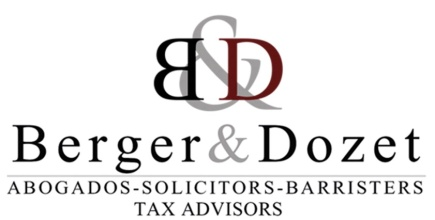 B&D
Berger & Dozet
ABOGADOS-SOLICITORS-BARRISTERS
TAX ADVISORS